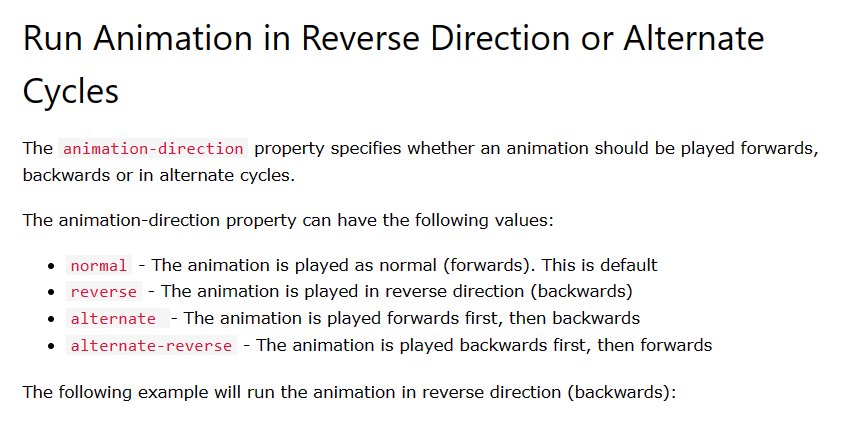 Run Animation in Reverse Direction or Alternate
Cycles
The animation-direction property specifies whether an animation should be played forwards,
backwards or in alternate cycles.
The animation-direction property can have the following values:
• normal - The animation is played as normal (forwards). This is default
• reverse - The animation is played in reverse direction (backwards)
• alternate - The animation is played forwards first, then backwards
• alternate-reverse - The animation is played backwards first, then forwards
The following example will run the animation in reverse direction (backwards):